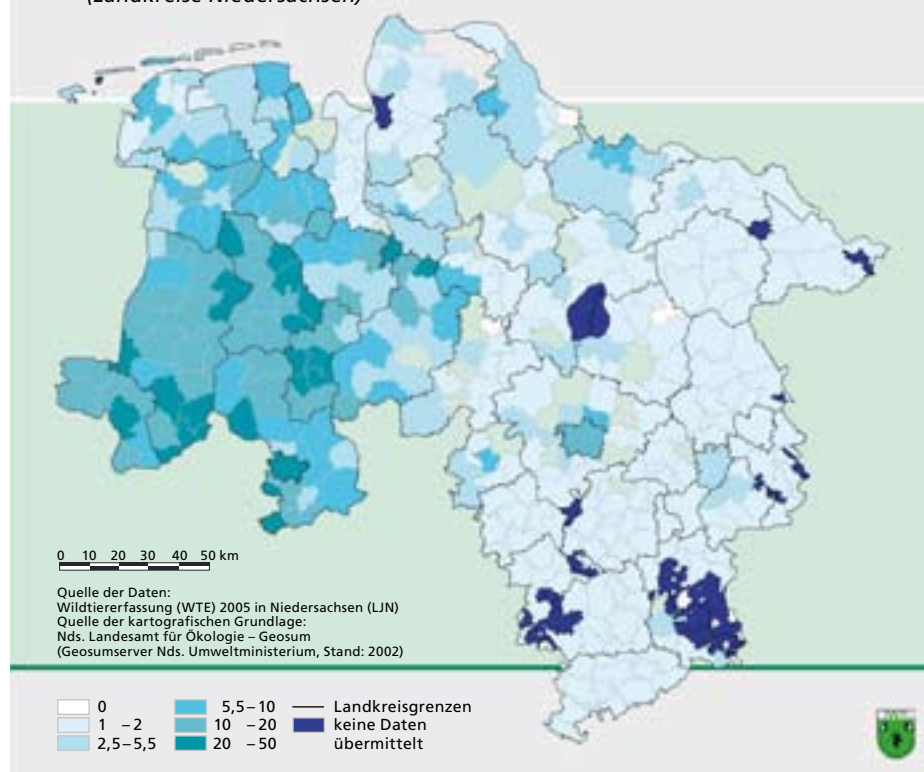 (Landkreise Niedersachsen)
0 10 20 30 40 50 km
Quelle der Daten:
Wildtiererfassung (WTE) 2005 in Niedersachsen (LJN)
Quelle der kartografischen Grundlage:
Nds. Landesamt für Ökologie – Geosum
(Geosumserver Nds. Umweltministerium, Stand: 2002)
0
1 – 2
2,5 – 5,5
5,5 – 10
10 – 20
20 – 50
Landkreisgrenzen
keine Daten
übermittelt